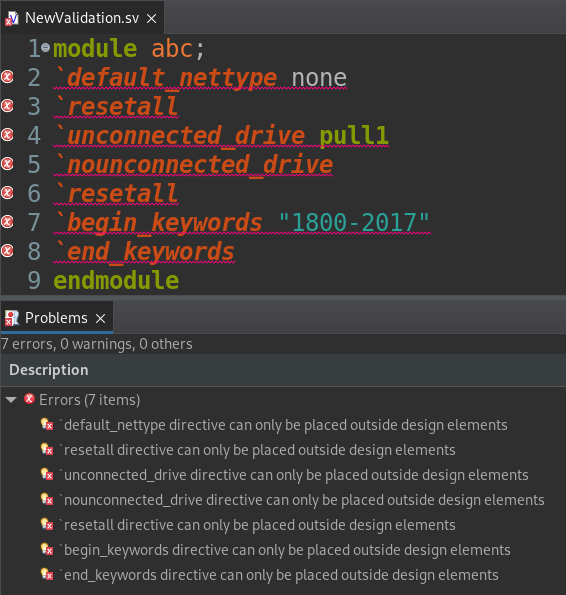 NewValidation.sv
1 module abc;
2 `default_nettype none
3 `resetall
4 `unconnected_drive pull1
5 `nounconnected_drive
6 `resetall
7 `begin_keywords "1800-2017"
8 `end_keywords
9 endmodule
Problems
7 errors, 0 warnings, 0 others
Description
Errors (7 items)
`default_nettype directive can only be placed outside design elements
`resetall directive can only be placed outside design elements
`unconnected_drive directive can only be placed outside design elements
`nounconnected_drive directive can only be placed outside design elements
`resetall directive can only be placed outside design elements
`begin_keywords directive can only be placed outside design elements
`end_keywords directive can only be placed outside design elements